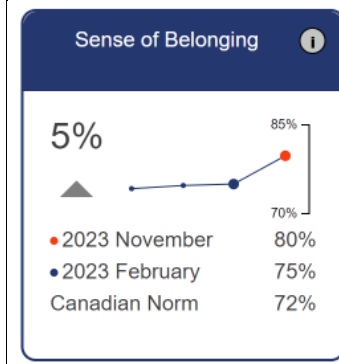 Sense of Belonging i
5%
85%
70%
2023 November 80%
2023 February 75%
Canadian Norm 72%